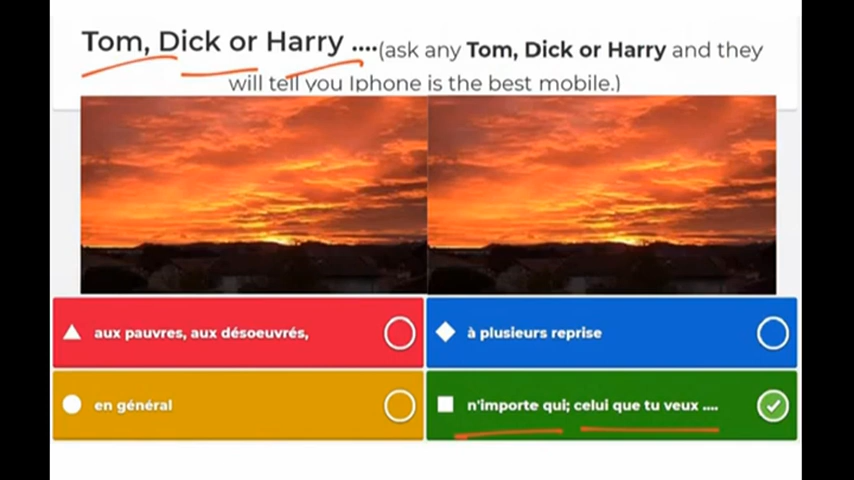 Tom, Dick or Harry ....(ask any Tom, Dick or Harry and they
will tell you Iphone is the best mobile.)
aux pauvres, aux désoeuvrés,
à plusieurs reprise
en général
n'importe qui; celui que tu veux ....